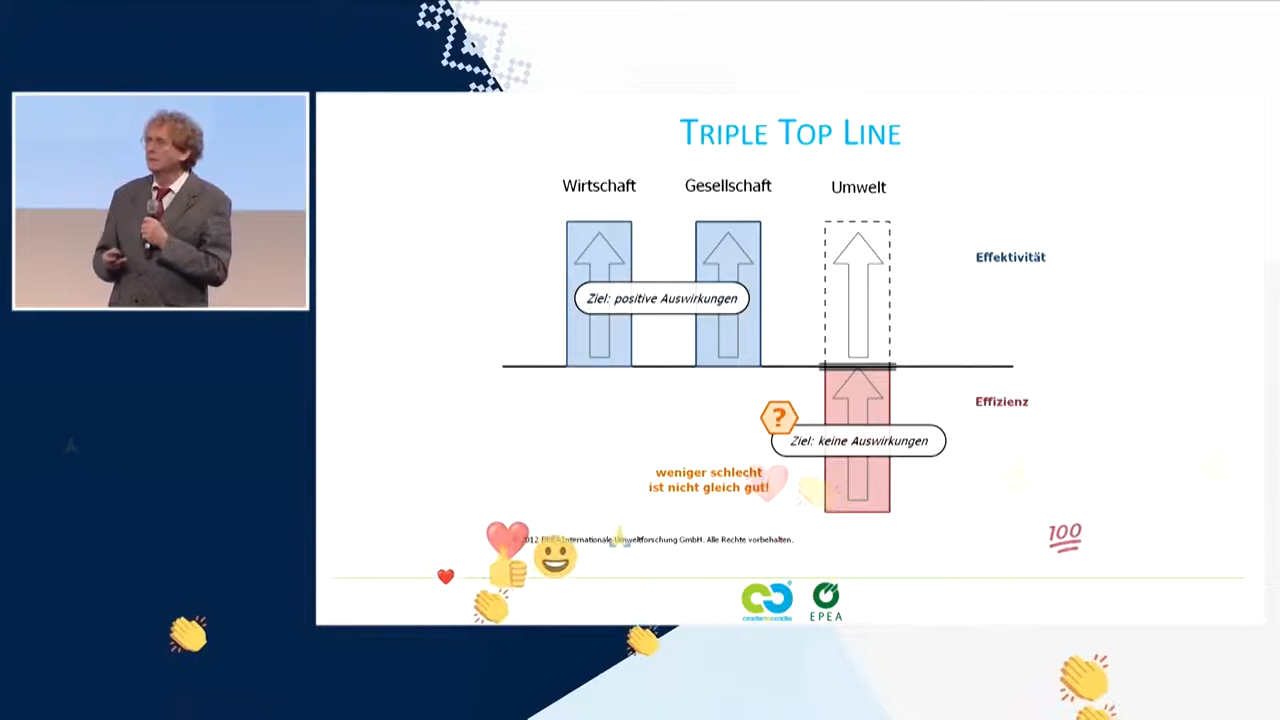 TRIPLE TOP LINE
Wirtschaft Gesellschaft Umwelt
Effektivität
Ziel: positive Auswirkungen
Effizienz
?
Ziel: keine Auswirkungen
weniger schlecht
ist nicht gleich gut!
2012 EPEA Internationale Umweltforschung GmbH. Alle Rechte vorbehalten.
100
cradletocradle
EPEA